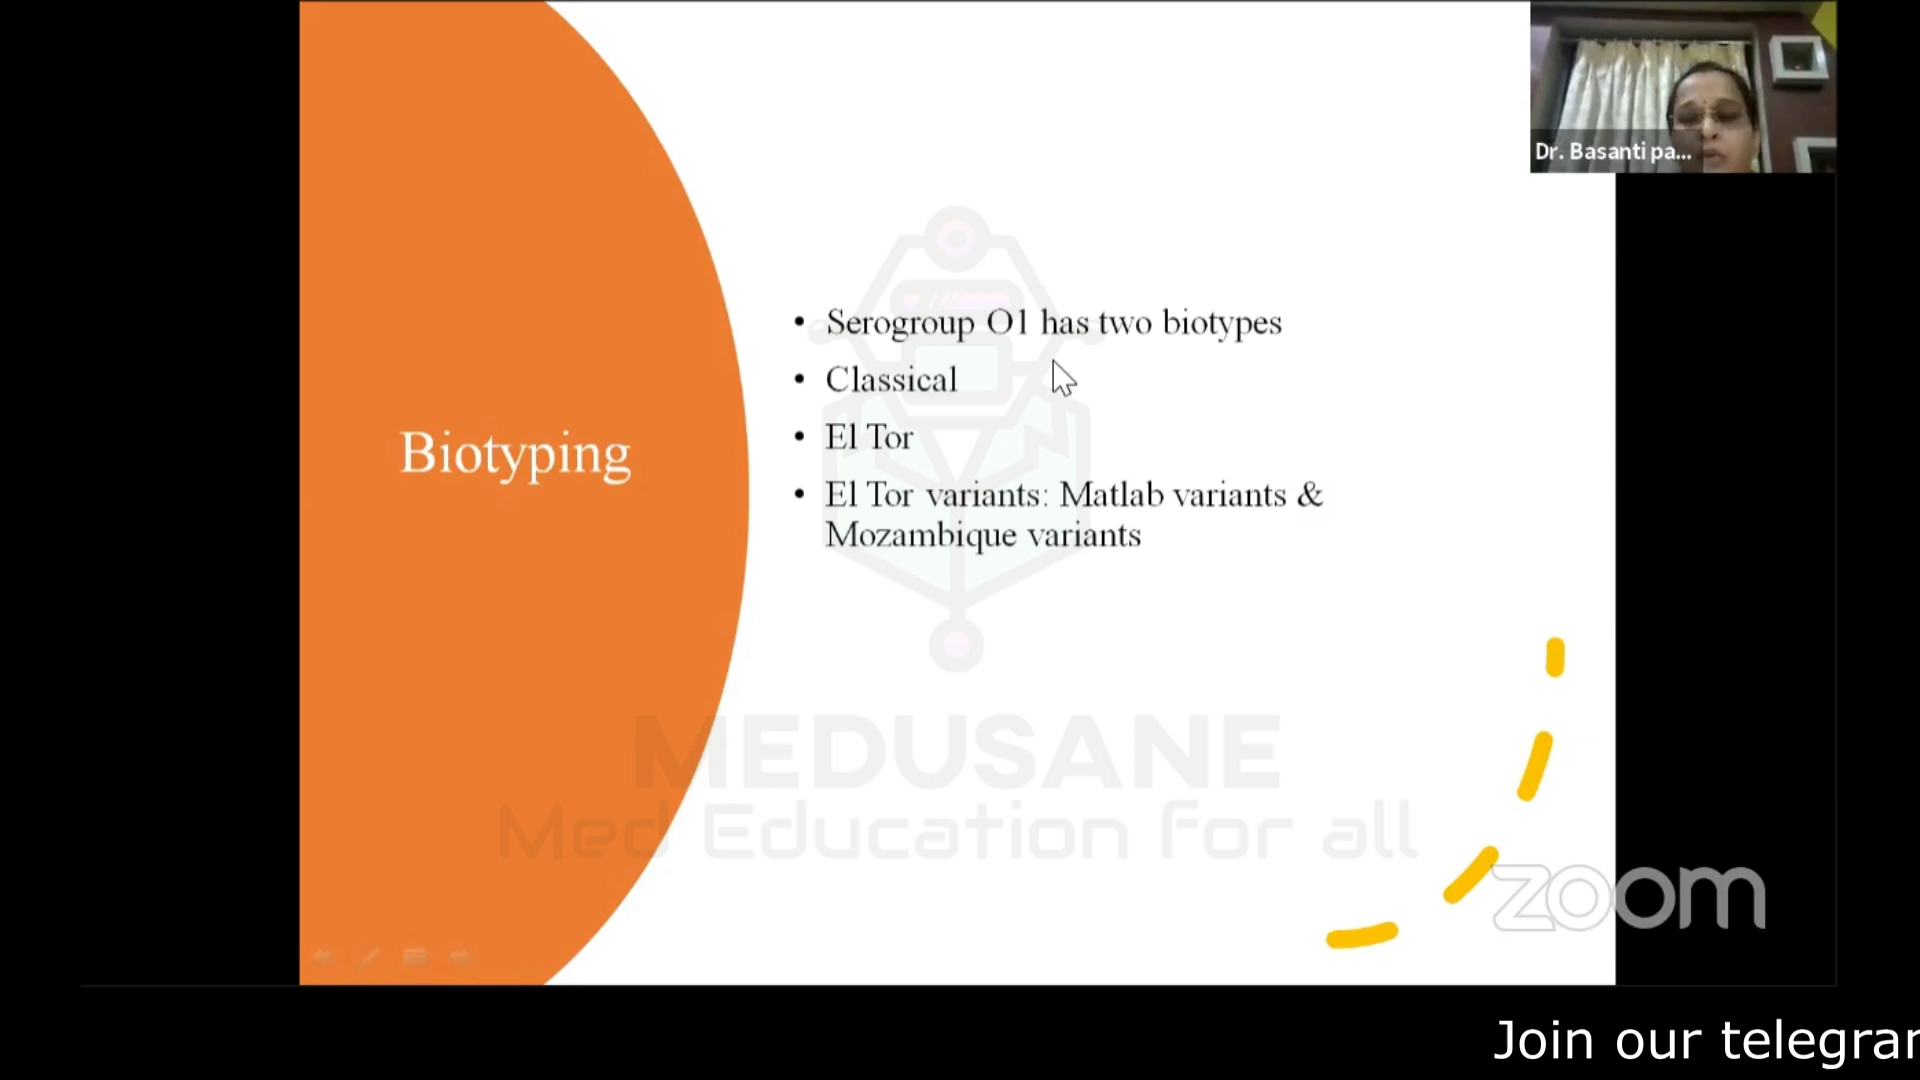 Dr. Basanti pa...
Biotyping
• Serogroup O1 has two biotypes
• Classical
• El Tor
• El Tor variants: Matlab variants &
Mozambique variants
MEDUSANE
Med Education For all
zoom
Join our telegram